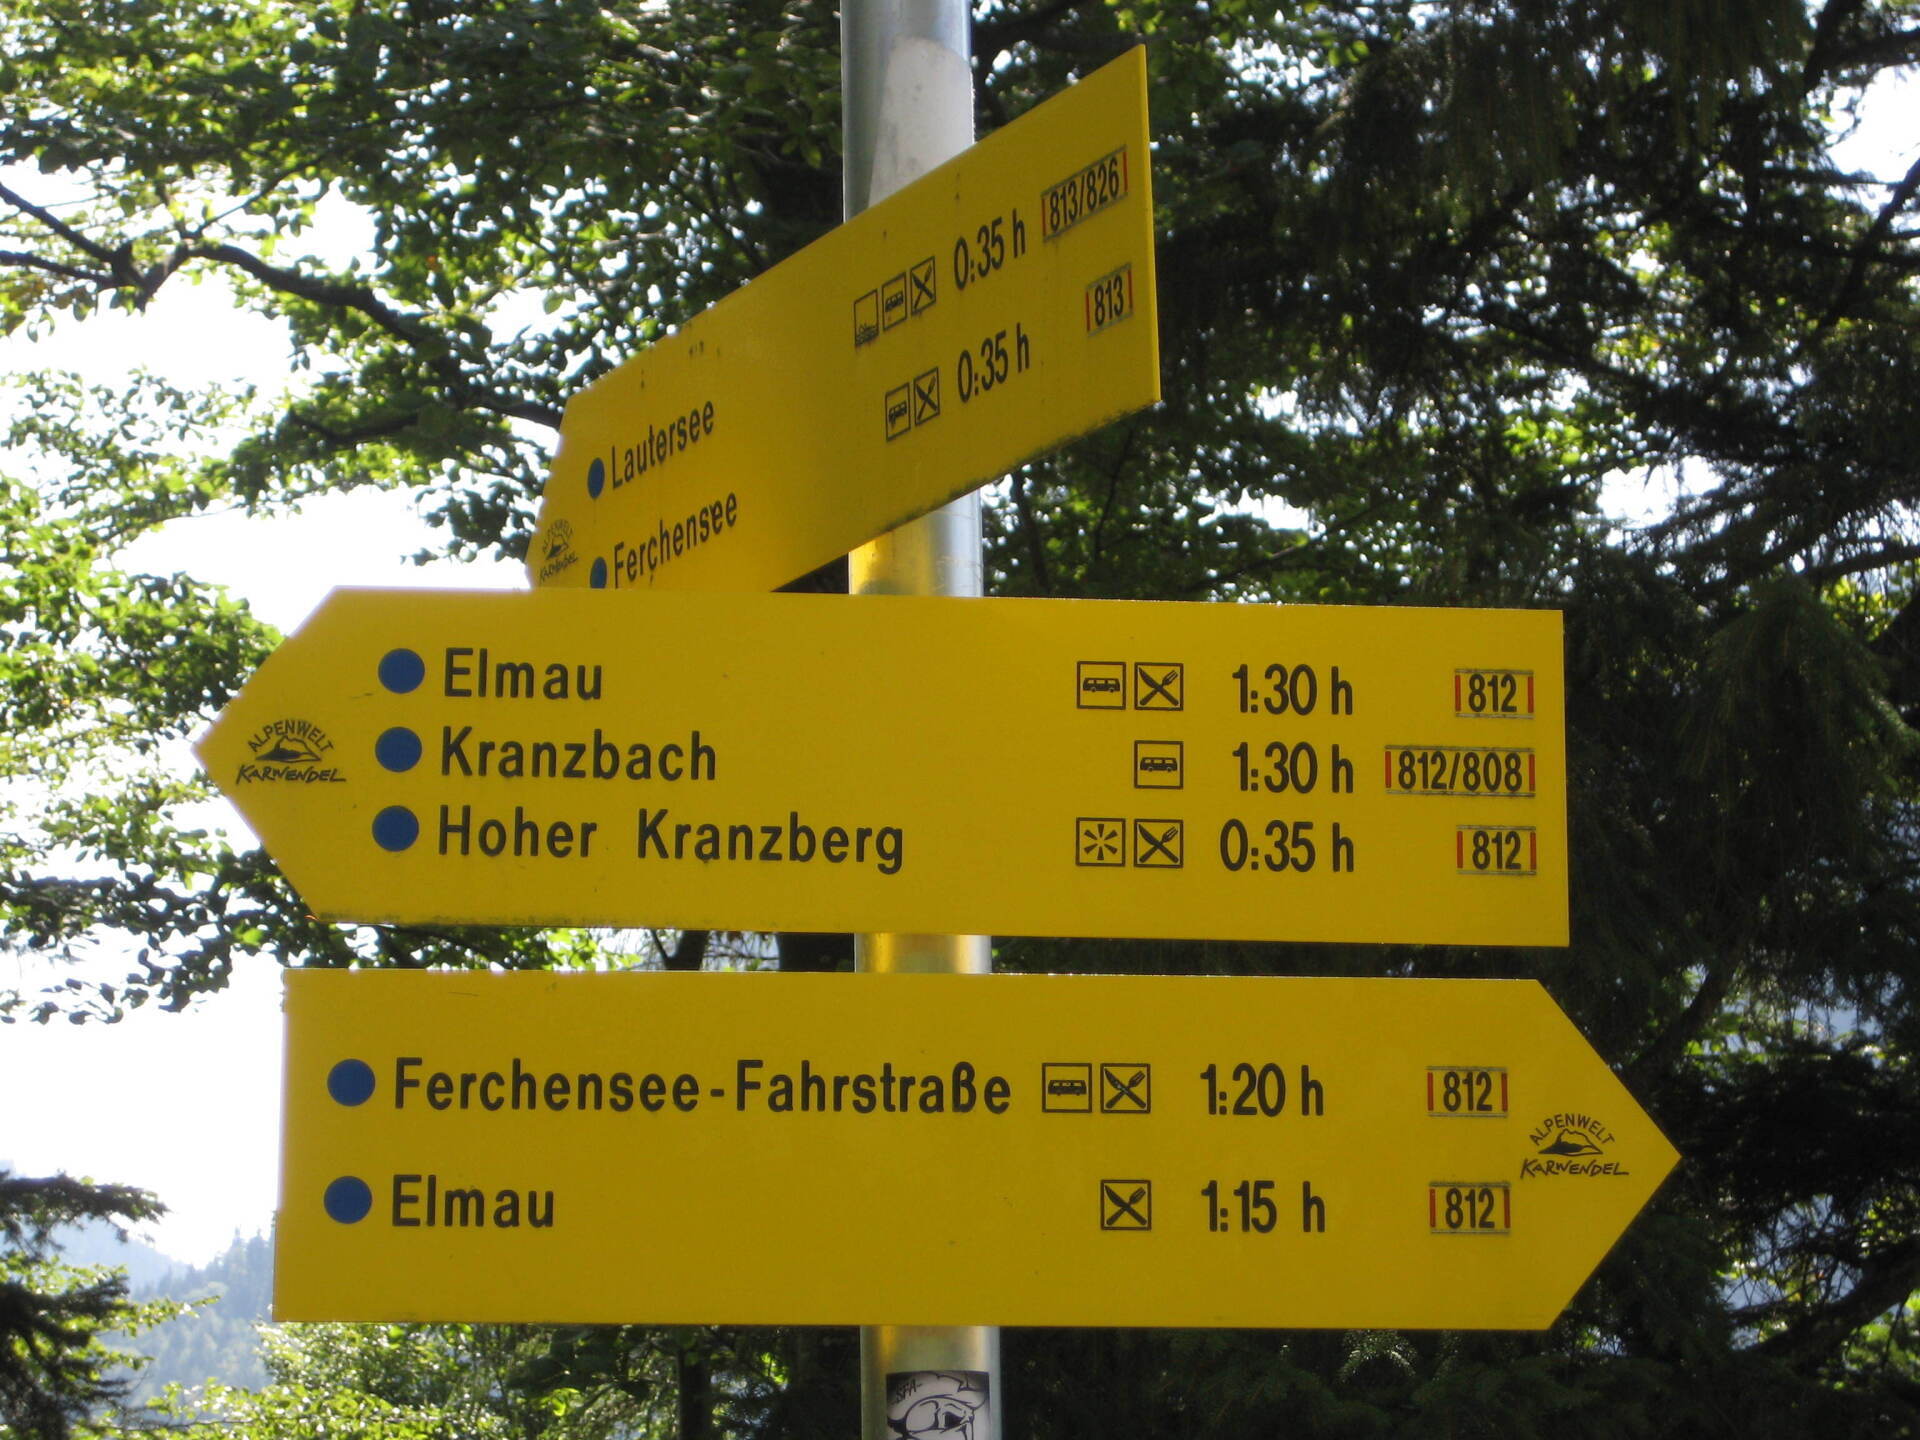 Lautersee 0:35 h 813/826
Ferchensee 0:35 h 813
ALPENWELT
KARWENDEL
Elmau 1:30 h 812
Kranzbach 1:30 h 812/808
Hoher Kranzberg 0:35 h 812
ALPENWELT
KARWENDEL
Ferchensee-Fahrstraße 1:20 h 812
Elmau 1:15 h 812
ALPENWELT
KARWENDEL